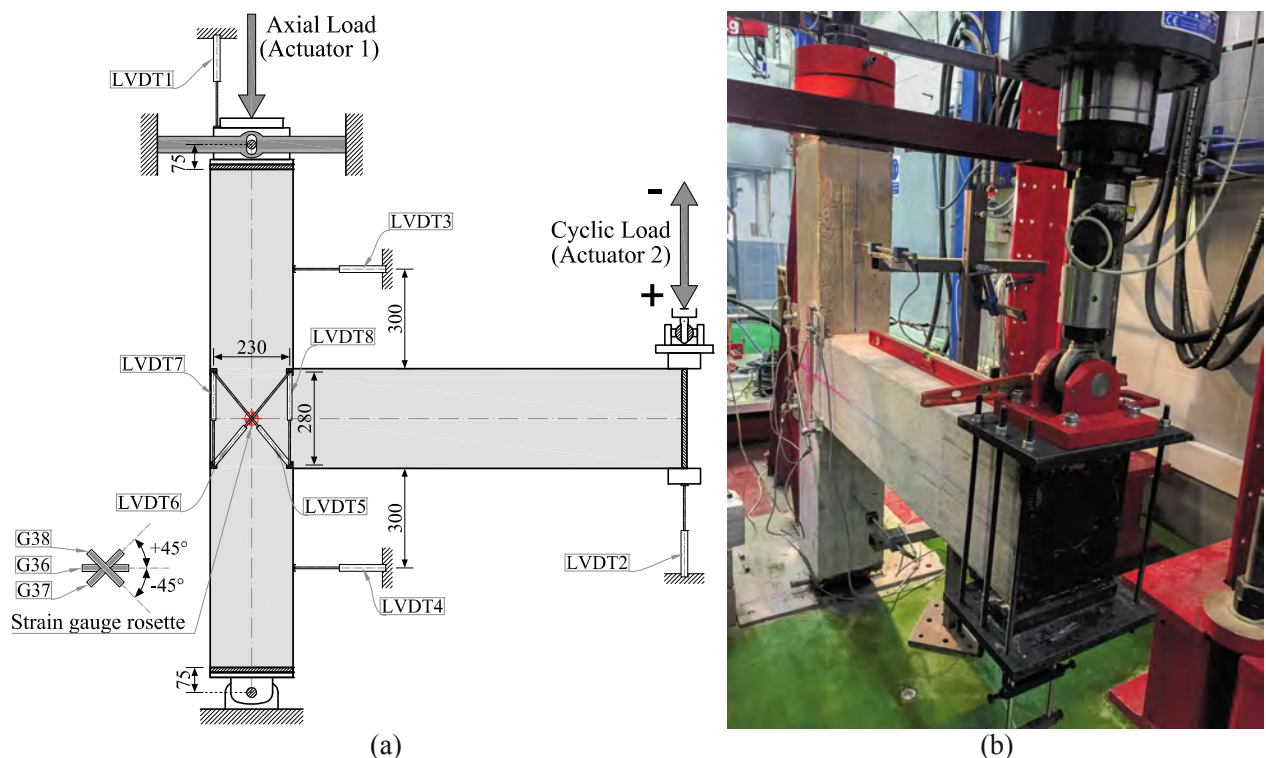 Axial Load
(Actuator 1)
LVDT1
75
LVDT3
-
Cyclic Load
(Actuator 2)
+
300
230
LVDT8
LVDT7
280
LVDT6
LVDT5
300
G38
G36
G37
+45°
-45°
LVDT4
LVDT2
Strain gauge rosette
75
(a)
(b)